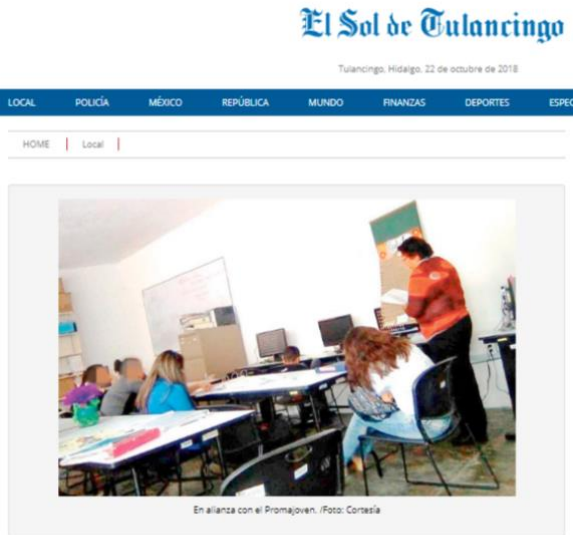 El Sol de Tulancingo
Tulancingo, Hidalgo, 22 de octubre de 2018
LOCAL POLICÍA MÉXICO REPÚBLICA MUNDO FINANZAS DEPORTES ESPEC
HOME | Local |
En alianza con el Promajoven. /Foto: Cortesía